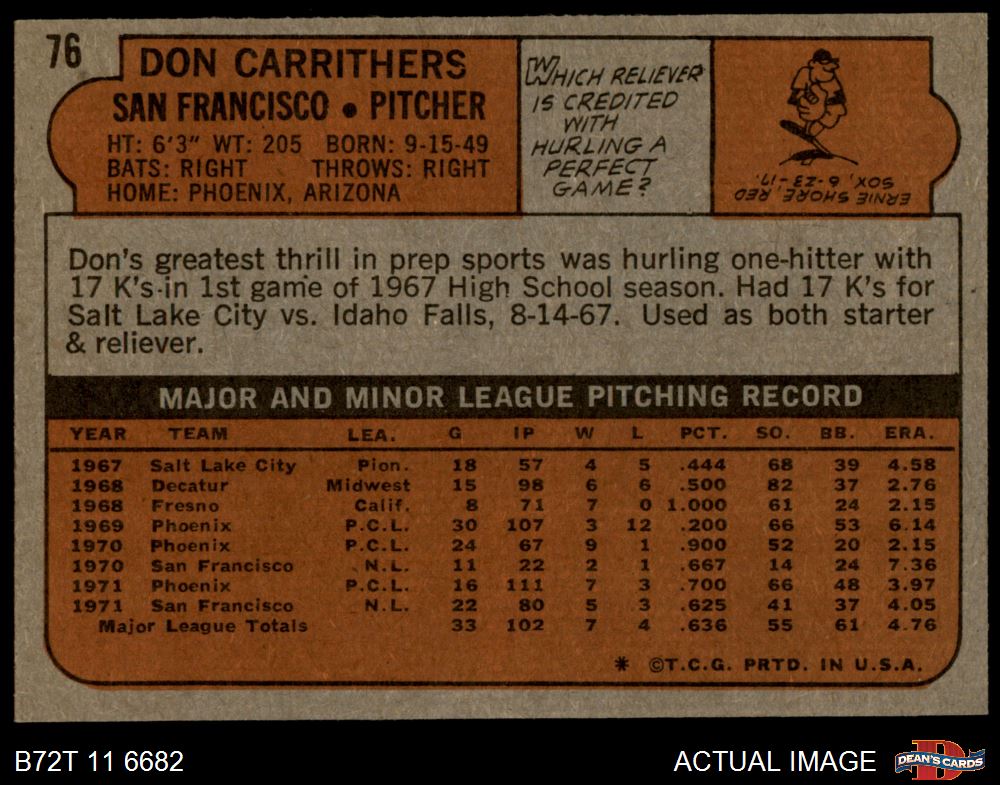 76
DON CARRITHERS
SAN FRANCISCO • PITCHER
HT: 6'3" WT: 205 BORN: 9-15-49
BATS: RIGHT THROWS: RIGHT
HOME: PHOENIX, ARIZONA
WHICH RELIEVER
IS CREDITED
WITH
HURLING A
PERFECT
GAME?
ERNIE SHORE, RED
SOX, 6-23-'17.
Don's greatest thrill in prep sports was hurling one-hitter with
17 K's in 1st game of 1967 High School season. Had 17 K's for
Salt Lake City vs. Idaho Falls, 8-14-67. Used as both starter
& reliever.
MAJOR AND MINOR LEAGUE PITCHING RECORD
YEAR TEAM LEA. G IP W L PCT. SO. BB. ERA.
1967 Salt Lake City Pion. 18 57 4 5 .444 68 39 4.58
1968 Decatur Midwest 15 98 6 6 .500 82 37 2.76
1968 Fresno Calif. 8 71 7 0 1.000 61 24 2.15
1969 Phoenix P.C.L. 30 107 3 12 .200 66 53 6.14
1970 Phoenix P.C.L. 24 67 9 1 .900 52 20 2.15
1970 San Francisco N.L. 11 22 2 1 .667 14 24 7.36
1971 Phoenix P.C.L. 16 111 7 3 .700 66 48 3.97
1971 San Francisco N.L. 22 80 5 3 .625 41 37 4.05
Major League Totals 33 102 7 4 .636 55 61 4.76
* ©T.C.G. PRTD. IN U.S.A.
B72T 11 6682
ACTUAL IMAGE
D
DEAN'S CARDS